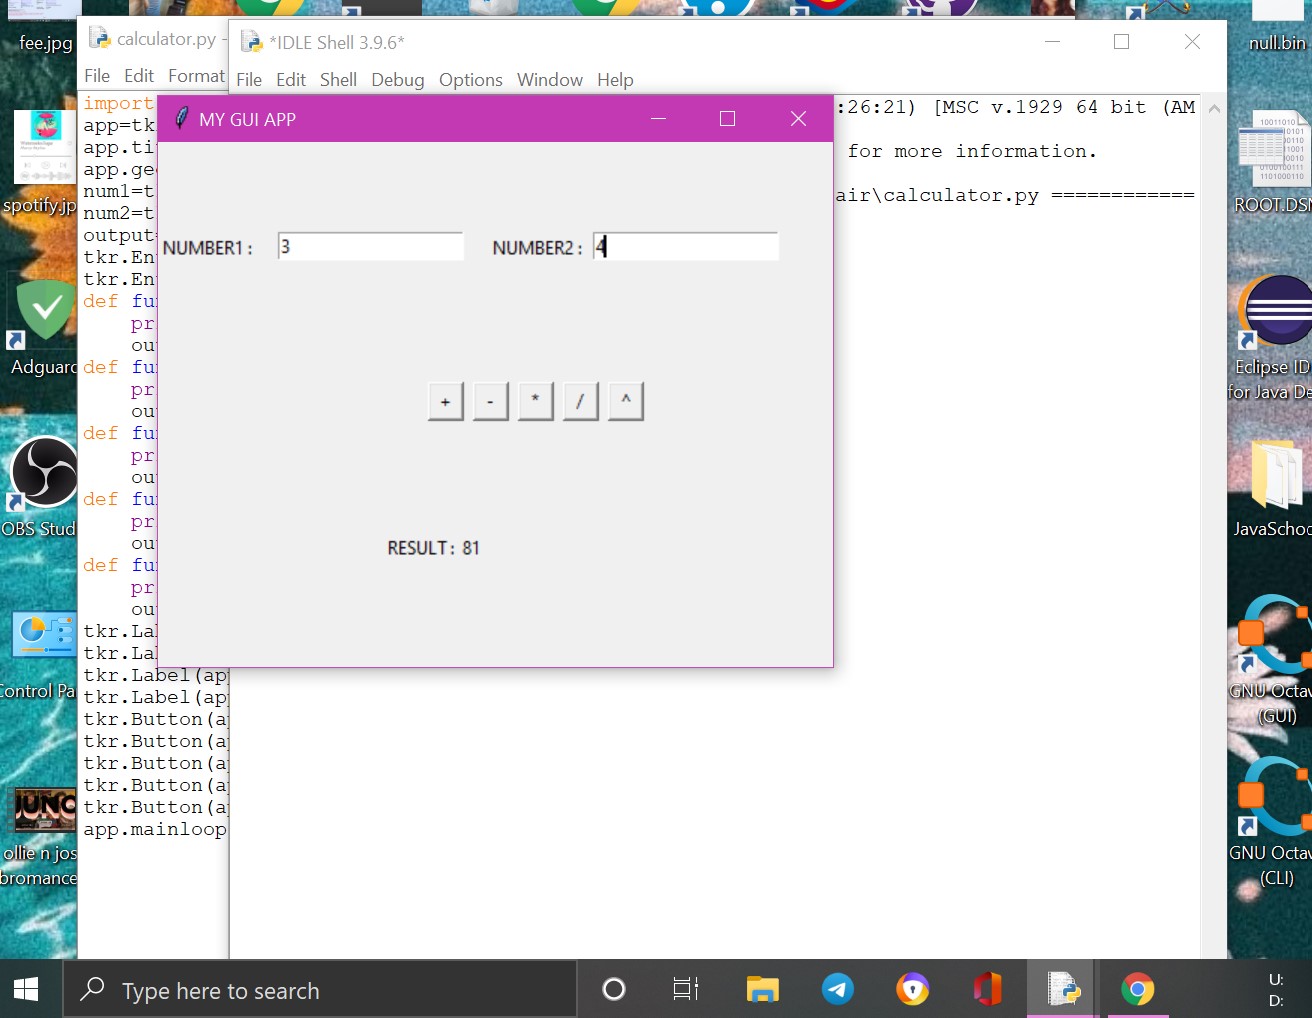 fee.jpg
spotify.jp
Adguard
OBS Stud
Control Pa
JUNO
ollie n jos
bromance
calculator.py -
File Edit Format
import
app=tk
app.ti
app.ge
num1=t
num2=t
output
tkr.En
tkr.En
def fu
pr
ou
def fu
pr
ou
def fu
pr
ou
def fu
pr
ou
def fu
pr
ou
tkr.La
tkr.La
tkr.Label(ap
tkr.Label(ap
tkr.Button(a
tkr.Button(a
tkr.Button(a
tkr.Button(a
tkr.Button(a
app.mainloop
*IDLE Shell 3.9.6*
File Edit Shell Debug Options Window Help
:26:21) [MSC v.1929 64 bit (AM
for more information.
air\calculator.py ============
MY GUI APP
NUMBER1 : 3 NUMBER2 : 4
+ - * / ^
RESULT : 81
null.bin
ROOT.DSN
Eclipse ID
for Java De
JavaSchoo
GNU Octav
(GUI)
GNU Octav
(CLI)
Type here to search
U:
D: